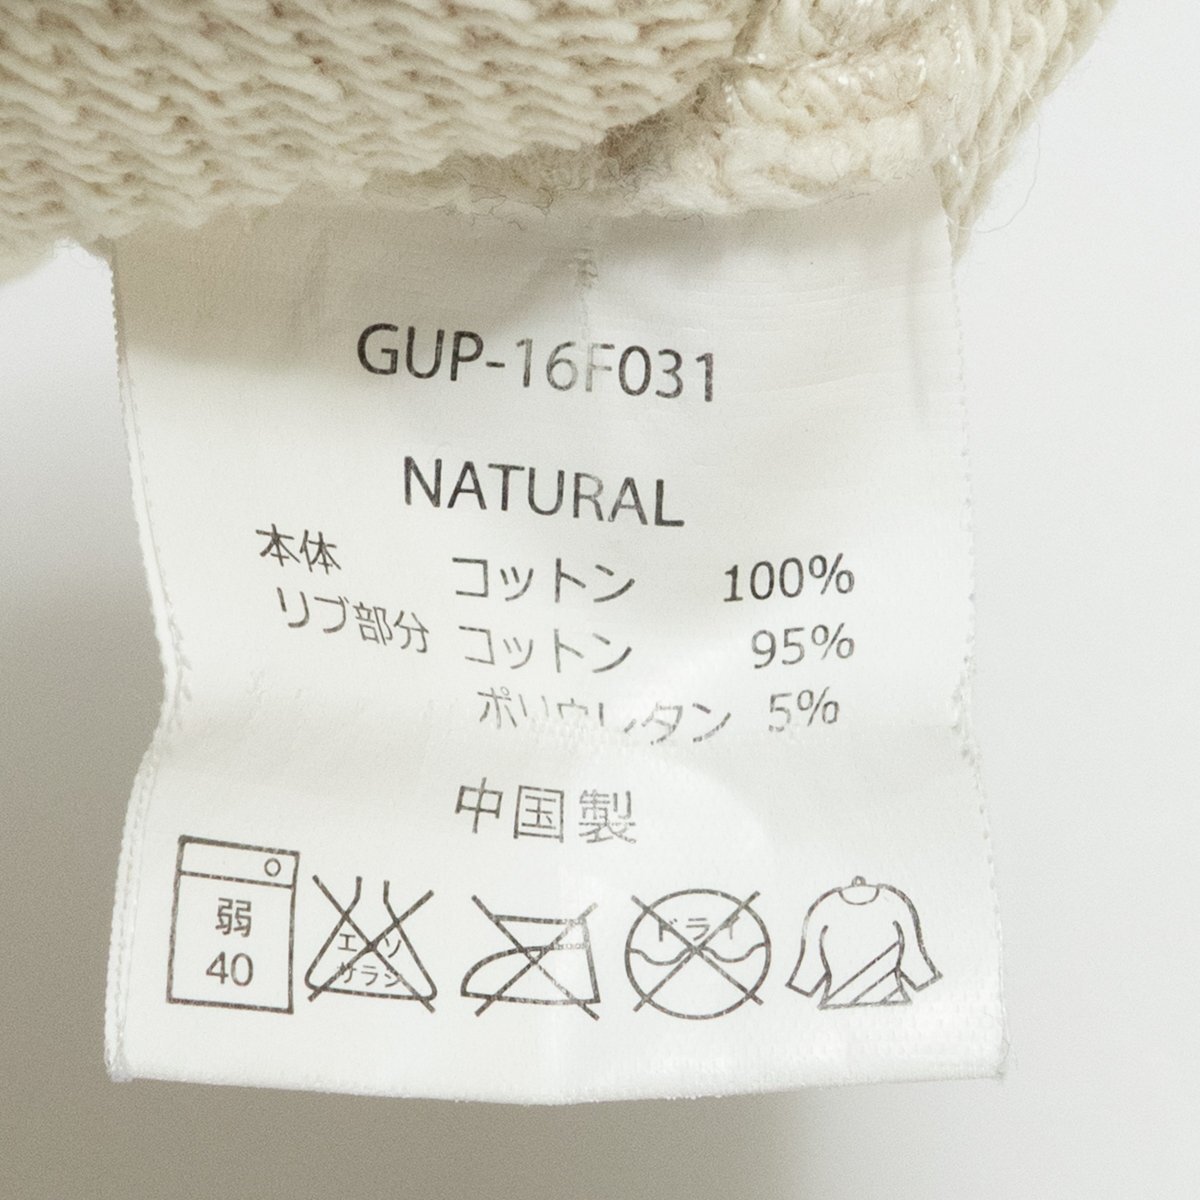 GUP-16F031
NATURAL
本体 コットン 100%
リブ部分 コットン 95%
ポリウレタン 5%
中国製
弱
40
エンソ
サラシ
ドライ